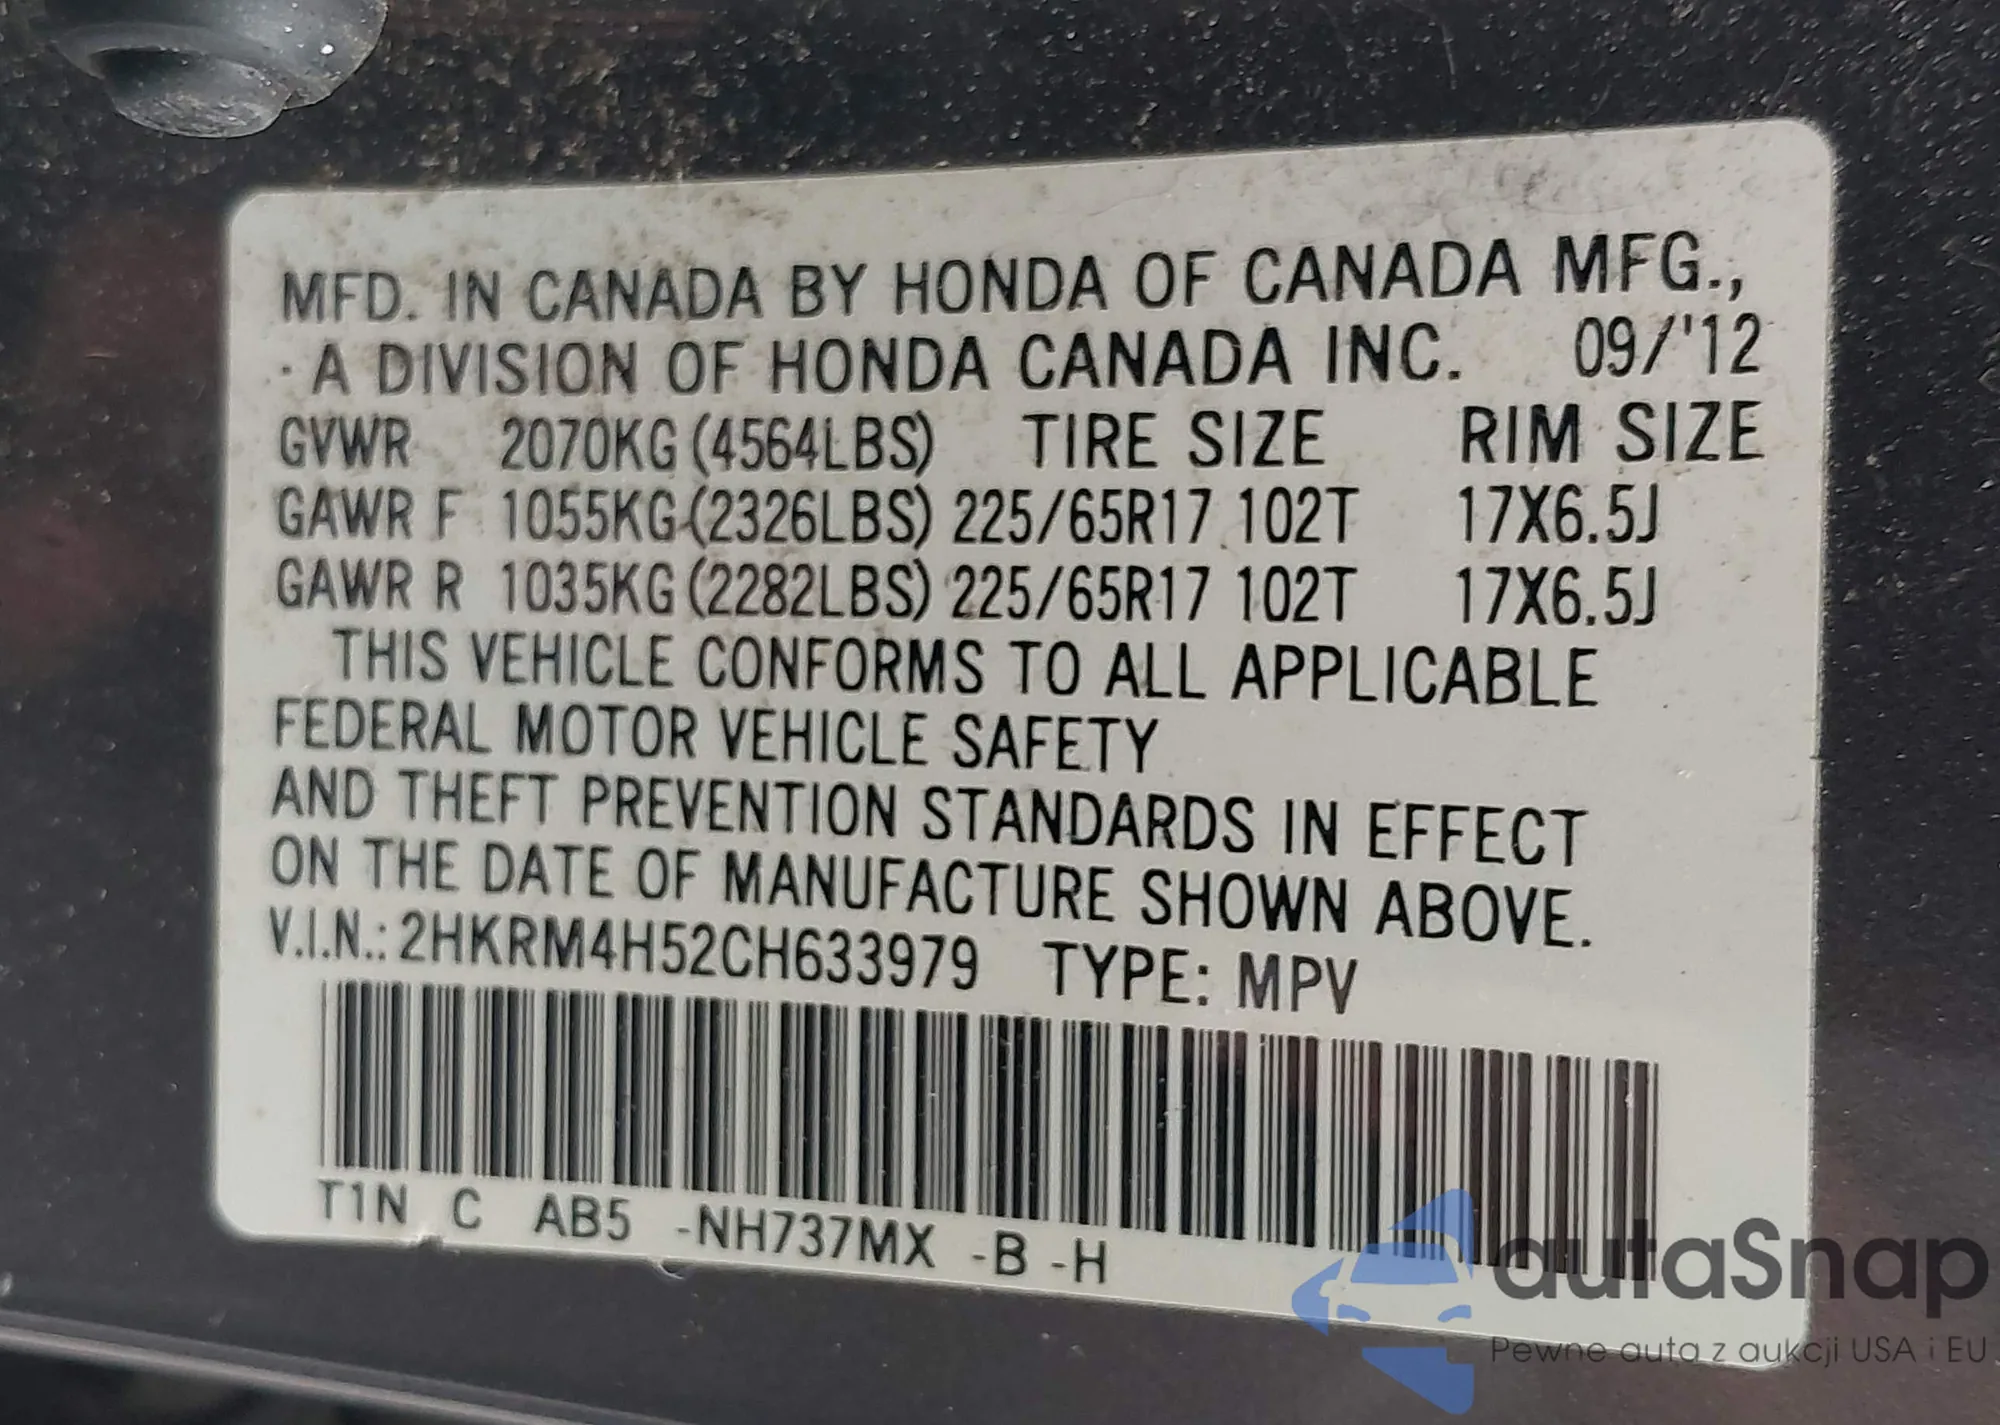 MFD. IN CANADA BY HONDA OF CANADA MFG.,
A DIVISION OF HONDA CANADA INC. 09/'12
GVWR 2070KG (4564LBS) TIRE SIZE RIM SIZE
GAWR F 1055KG (2326LBS) 225/65R17 102T 17X6.5J
GAWR R 1035KG (2282LBS) 225/65R17 102T 17X6.5J
THIS VEHICLE CONFORMS TO ALL APPLICABLE
FEDERAL MOTOR VEHICLE SAFETY
AND THEFT PREVENTION STANDARDS IN EFFECT
ON THE DATE OF MANUFACTURE SHOWN ABOVE.
V.I.N.: 2HKRM4H52CH633979 TYPE: MPV
T1N C AB5 -NH737MX -B -H
autaSnap
Pewne auta z aukcji USA i EU